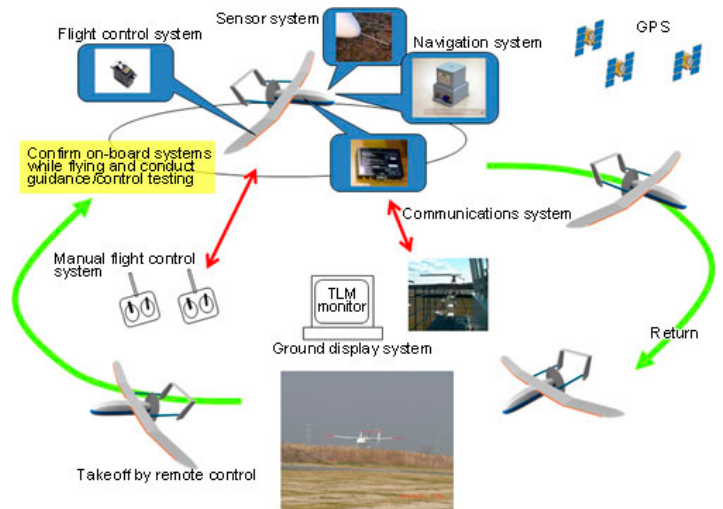 Sensor system
Flight control system
Navigation system
GPS
Confirm on-board systems
while flying and conduct
guidance/control testing
Communications system
Manual flight control
system
TLM
monitor
Ground display system
Return
Takeoff by remote control